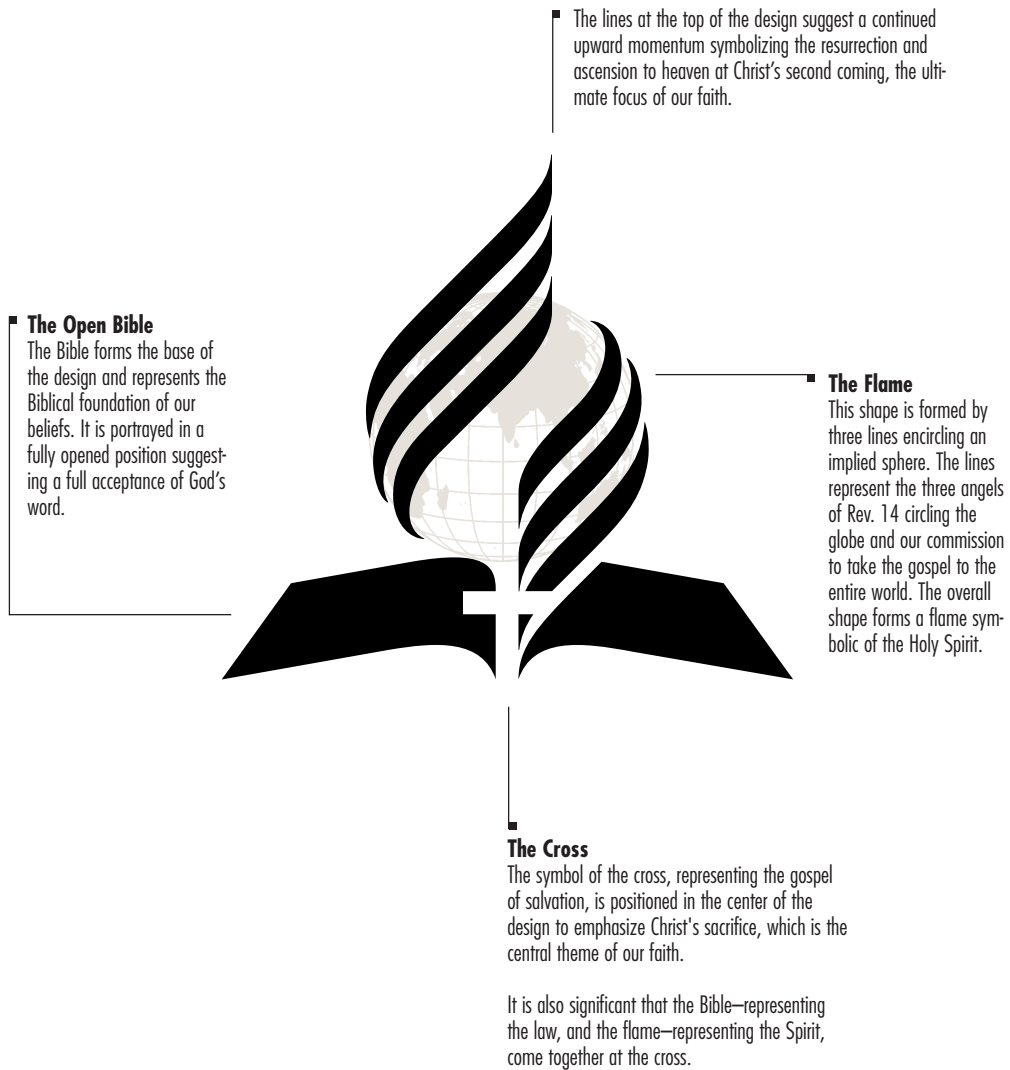 The lines at the top of the design suggest a continued
upward momentum symbolizing the resurrection and
ascension to heaven at Christ’s second coming, the ulti-
mate focus of our faith.
The Open Bible
The Bible forms the base of
the design and represents the
Biblical foundation of our
beliefs. It is portrayed in a
fully opened position suggest-
ing a full acceptance of God’s
word.
The Flame
This shape is formed by
three lines encircling an
implied sphere. The lines
represent the three angels
of Rev. 14 circling the
globe and our commission
to take the gospel to the
entire world. The overall
shape forms a flame sym-
bolic of the Holy Spirit.
The Cross
The symbol of the cross, representing the gospel
of salvation, is positioned in the center of the
design to emphasize Christ's sacrifice, which is the
central theme of our faith.
It is also significant that the Bible—representing
the law, and the flame—representing the Spirit,
come together at the cross.